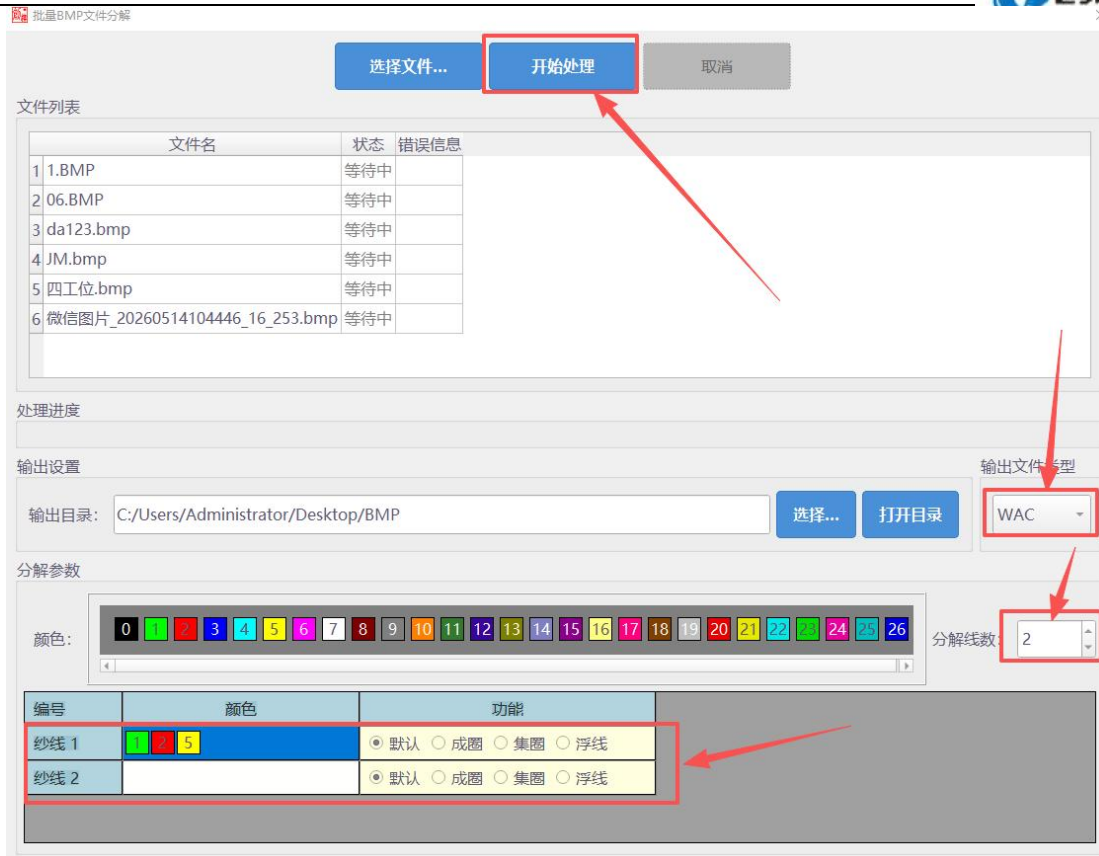 批量BMP文件分解
选择文件... 开始处理 取消
文件列表
文件名 状态 错误信息
1 1.BMP 等待中
2 06.BMP 等待中
3 da123.bmp 等待中
4 JM.bmp 等待中
5 四工位.bmp 等待中
6 微信图片_20260514104446_16_253.bmp 等待中
处理进度
输出设置 输出文件类型
输出目录: C:/Users/Administrator/Desktop/BMP 选择... 打开目录 WAC
分解参数
颜色: 0 1 2 3 4 5 6 7 8 9 10 11 12 13 14 15 16 17 18 19 20 21 22 23 24 25 26 分解线数: 2
编号 颜色 功能
纱线 1 1 2 5 默认 成圈 集圈 浮线
纱线 2 默认 成圈 集圈 浮线